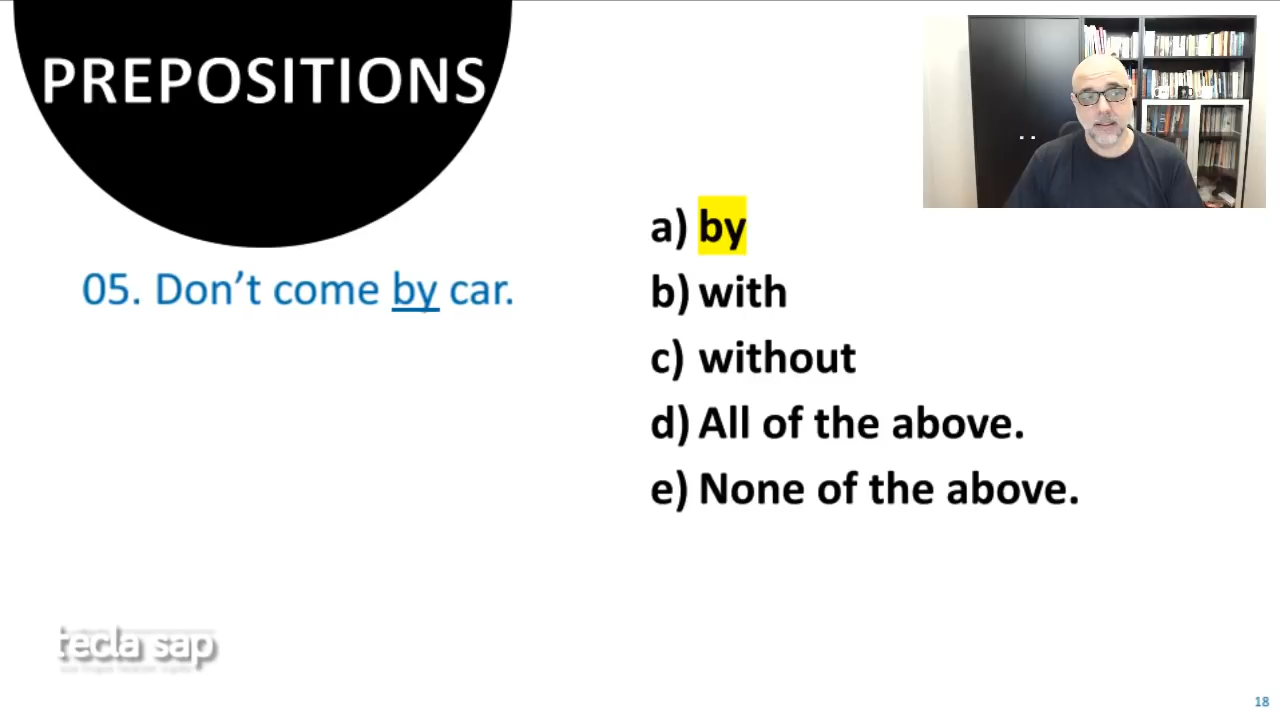 PREPOSITIONS
05. Don't come by car.
a) by
b) with
c) without
d) All of the above.
e) None of the above.
tecla sap
18